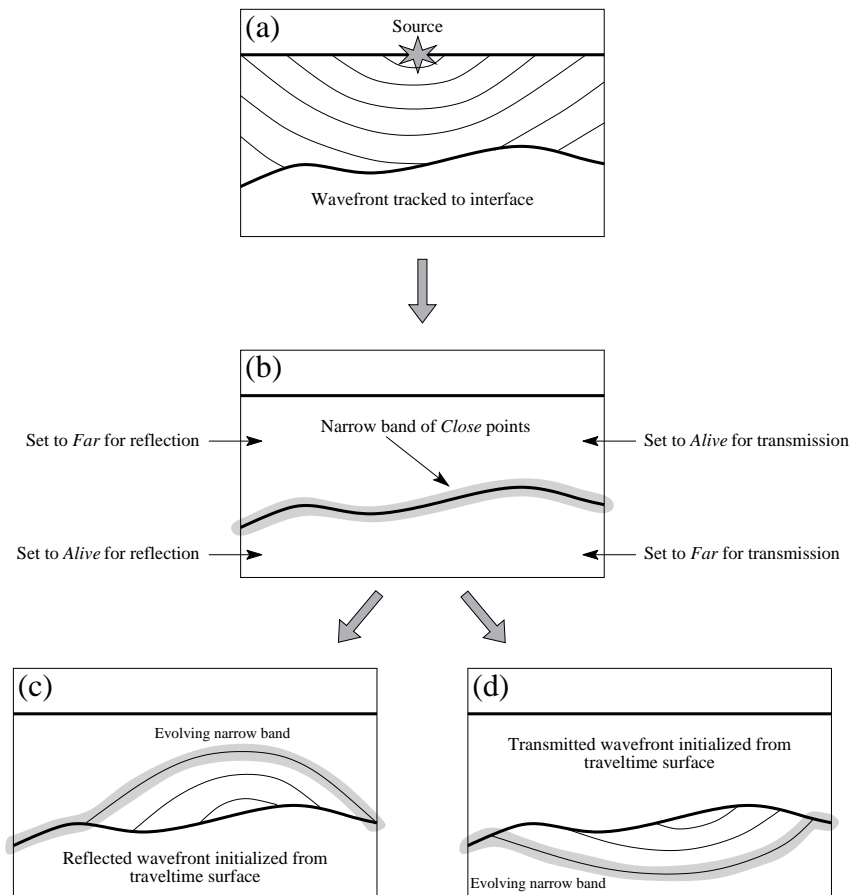 (a)
Source
Wavefront tracked to interface
(b)
Set to Far for reflection
Narrow band of Close points
Set to Alive for transmission
Set to Alive for reflection
Set to Far for transmission
(c)
Evolving narrow band
Reflected wavefront initialized from
traveltime surface
(d)
Transmitted wavefront initialized from
traveltime surface
Evolving narrow band